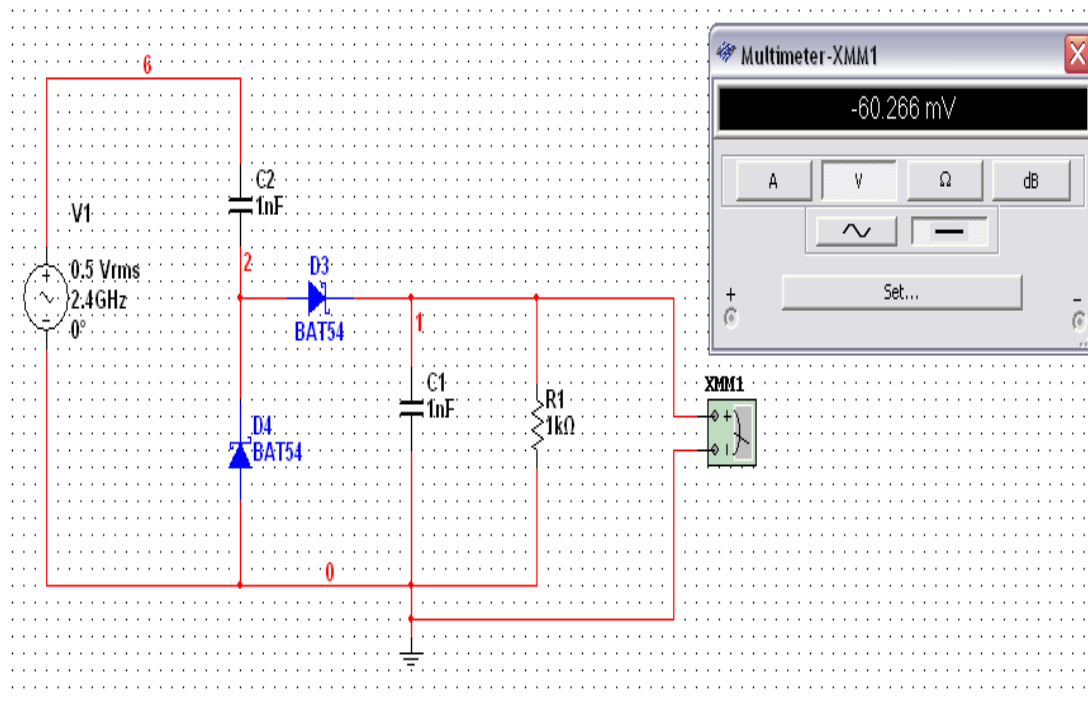 6
V1
0.5 Vrms
2.4GHz
0°
C2
1nF
2
D3
BAT54
1
D4
BAT54
C1
1nF
R1
1kΩ
0
XMM1
Multimeter-XMM1
-60.266 mV
A
V
Ω
dB
Set...